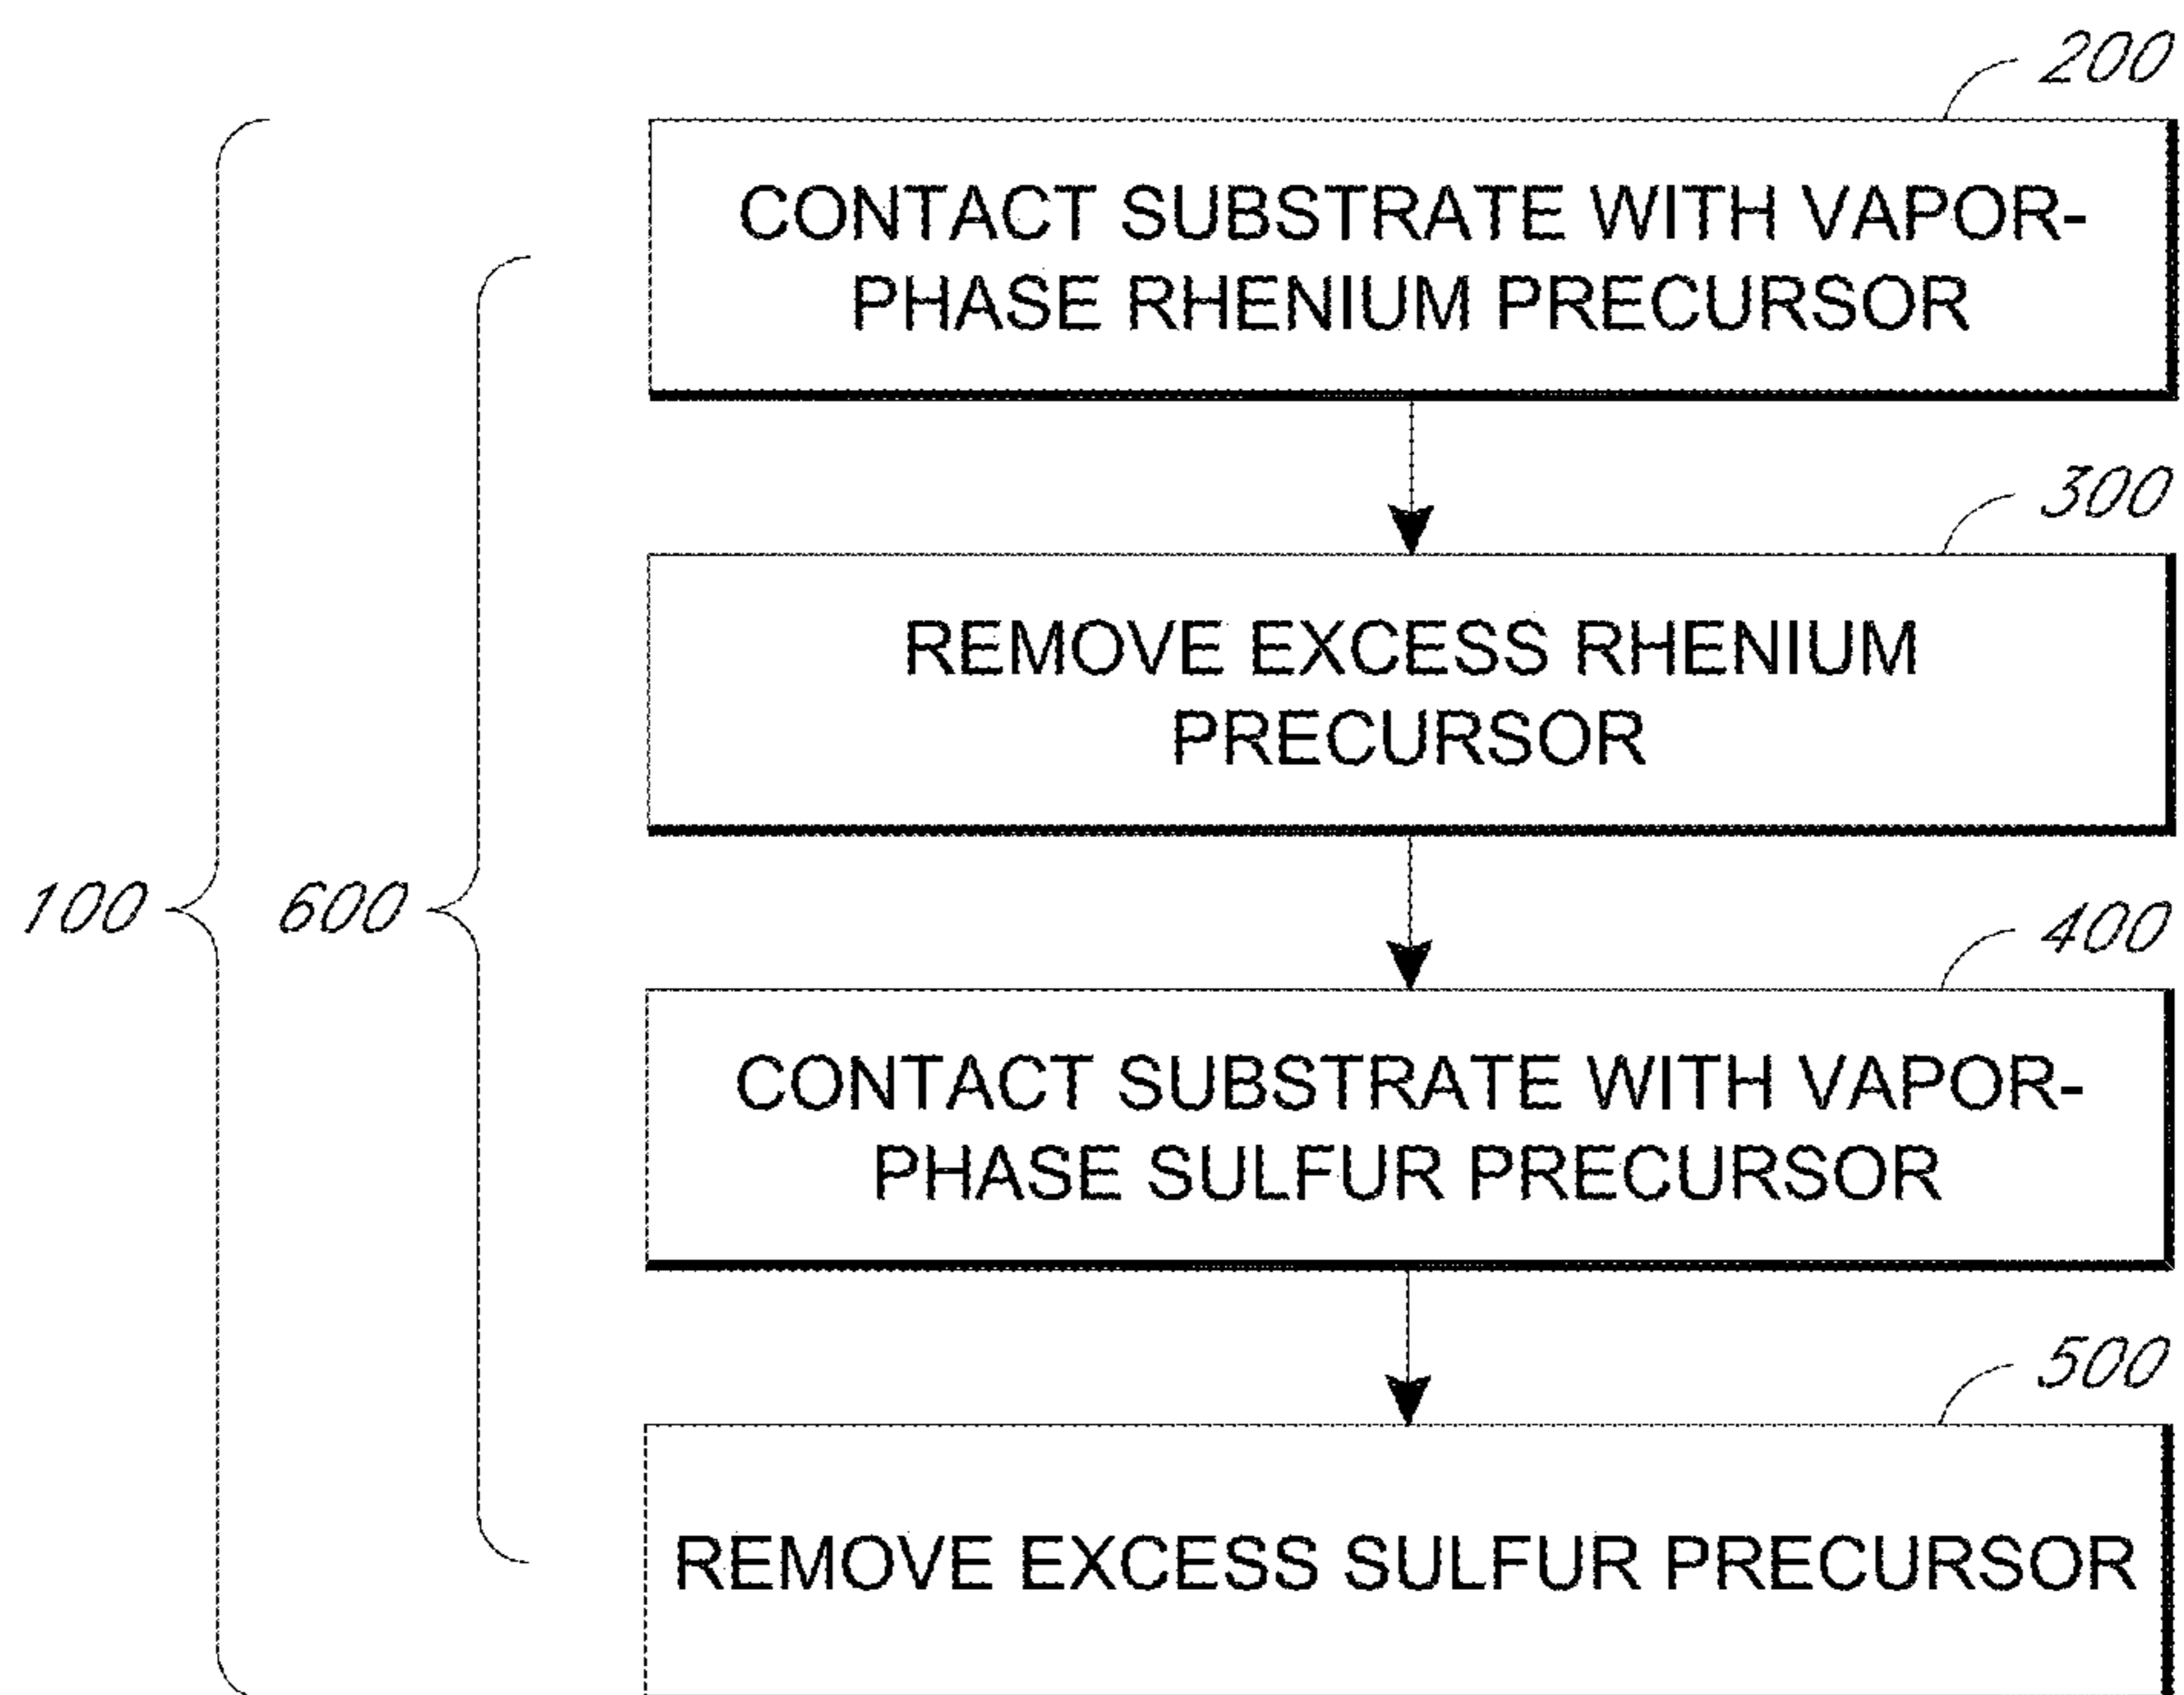 200
CONTACT SUBSTRATE WITH VAPOR-
PHASE RHENIUM PRECURSOR
300
REMOVE EXCESS RHENIUM
PRECURSOR
100
600
400
CONTACT SUBSTRATE WITH VAPOR-
PHASE SULFUR PRECURSOR
500
REMOVE EXCESS SULFUR PRECURSOR